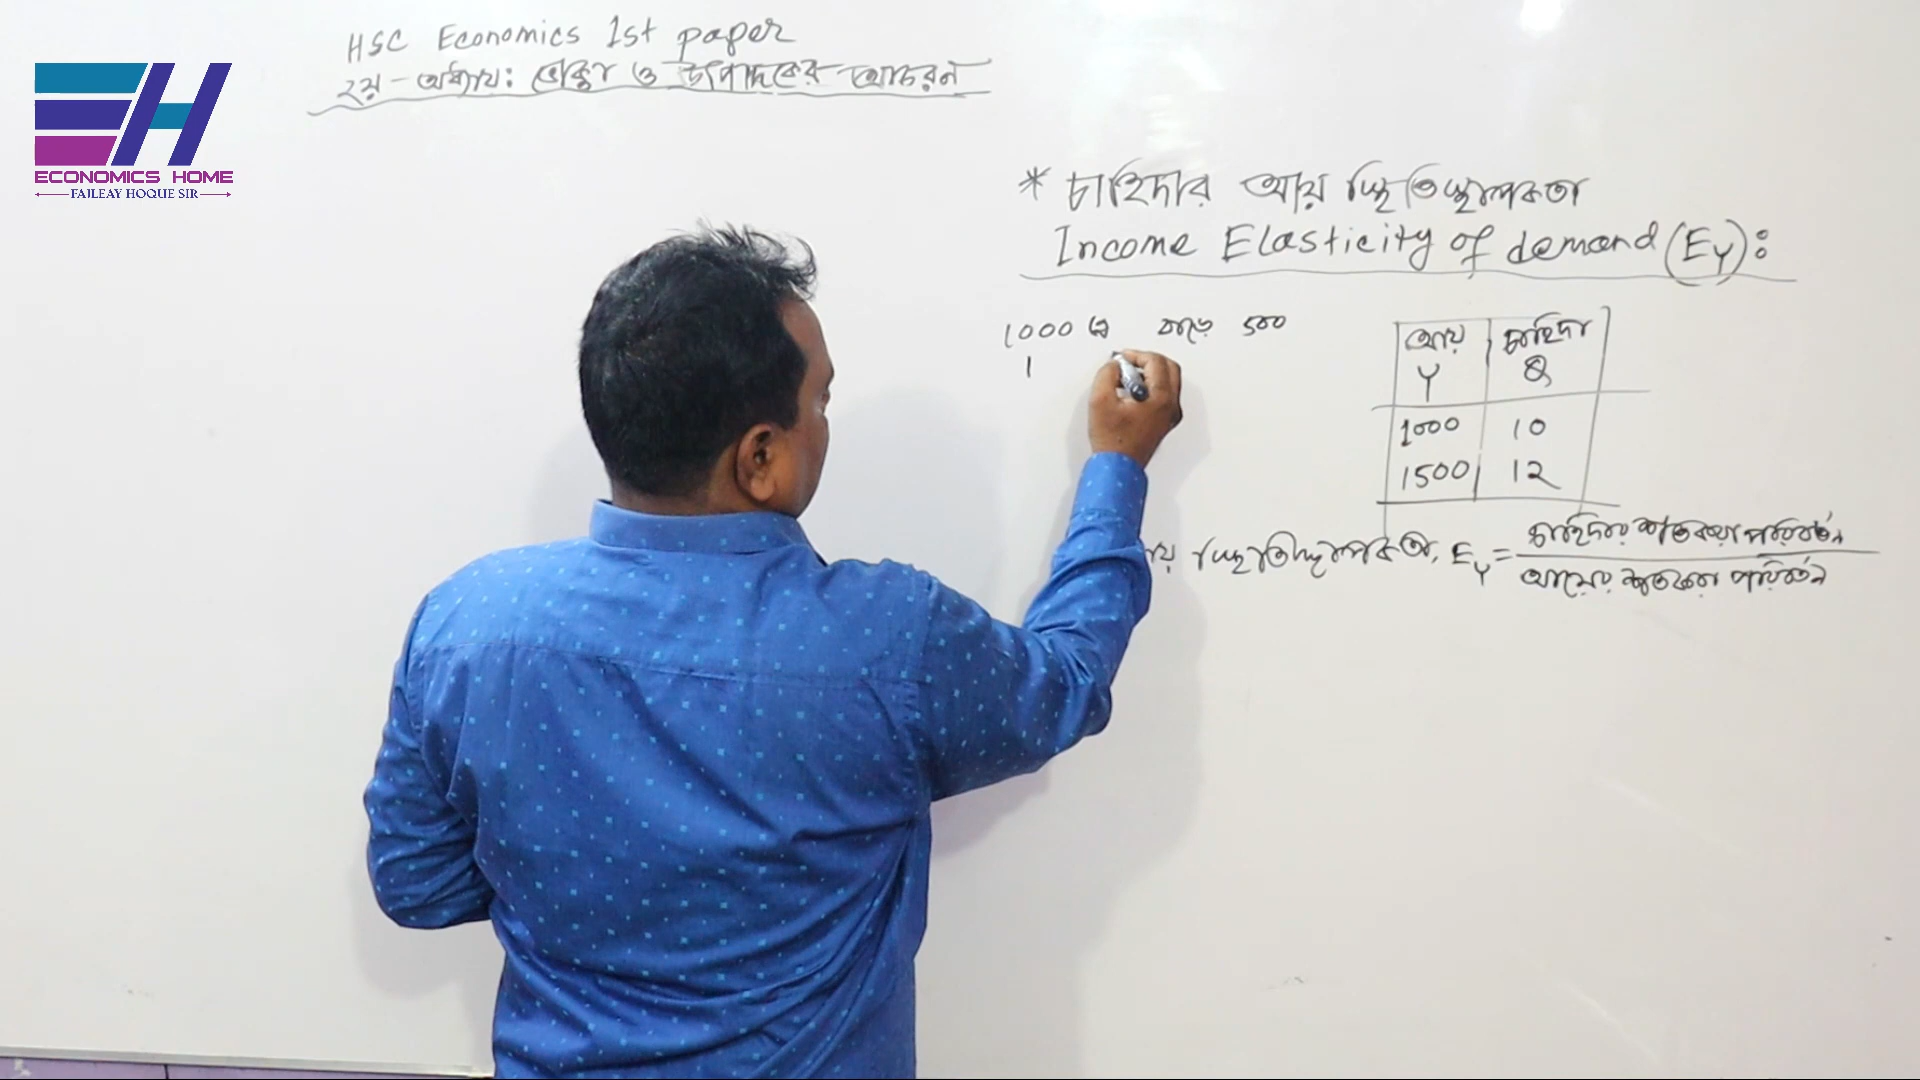 HSC Economics 1st paper
২য়-অধ্যায়: ভোক্তা ও উৎপাদকের আচরন
ECONOMICS HOME
FAILEAY HOQUE SIR
* চাহিদার আয় স্থিতিস্থাপকতা
Income Elasticity of demand (EY):
1000 এ বাড়ে ৫০০
1
আয় চাহিদা
Y Q
1000 10
1500 12
য় স্থিতিস্থাপকতা, EY = চাহিদার শতকরা পরিবর্তন
আয়ের শতকরা পরিবর্তন